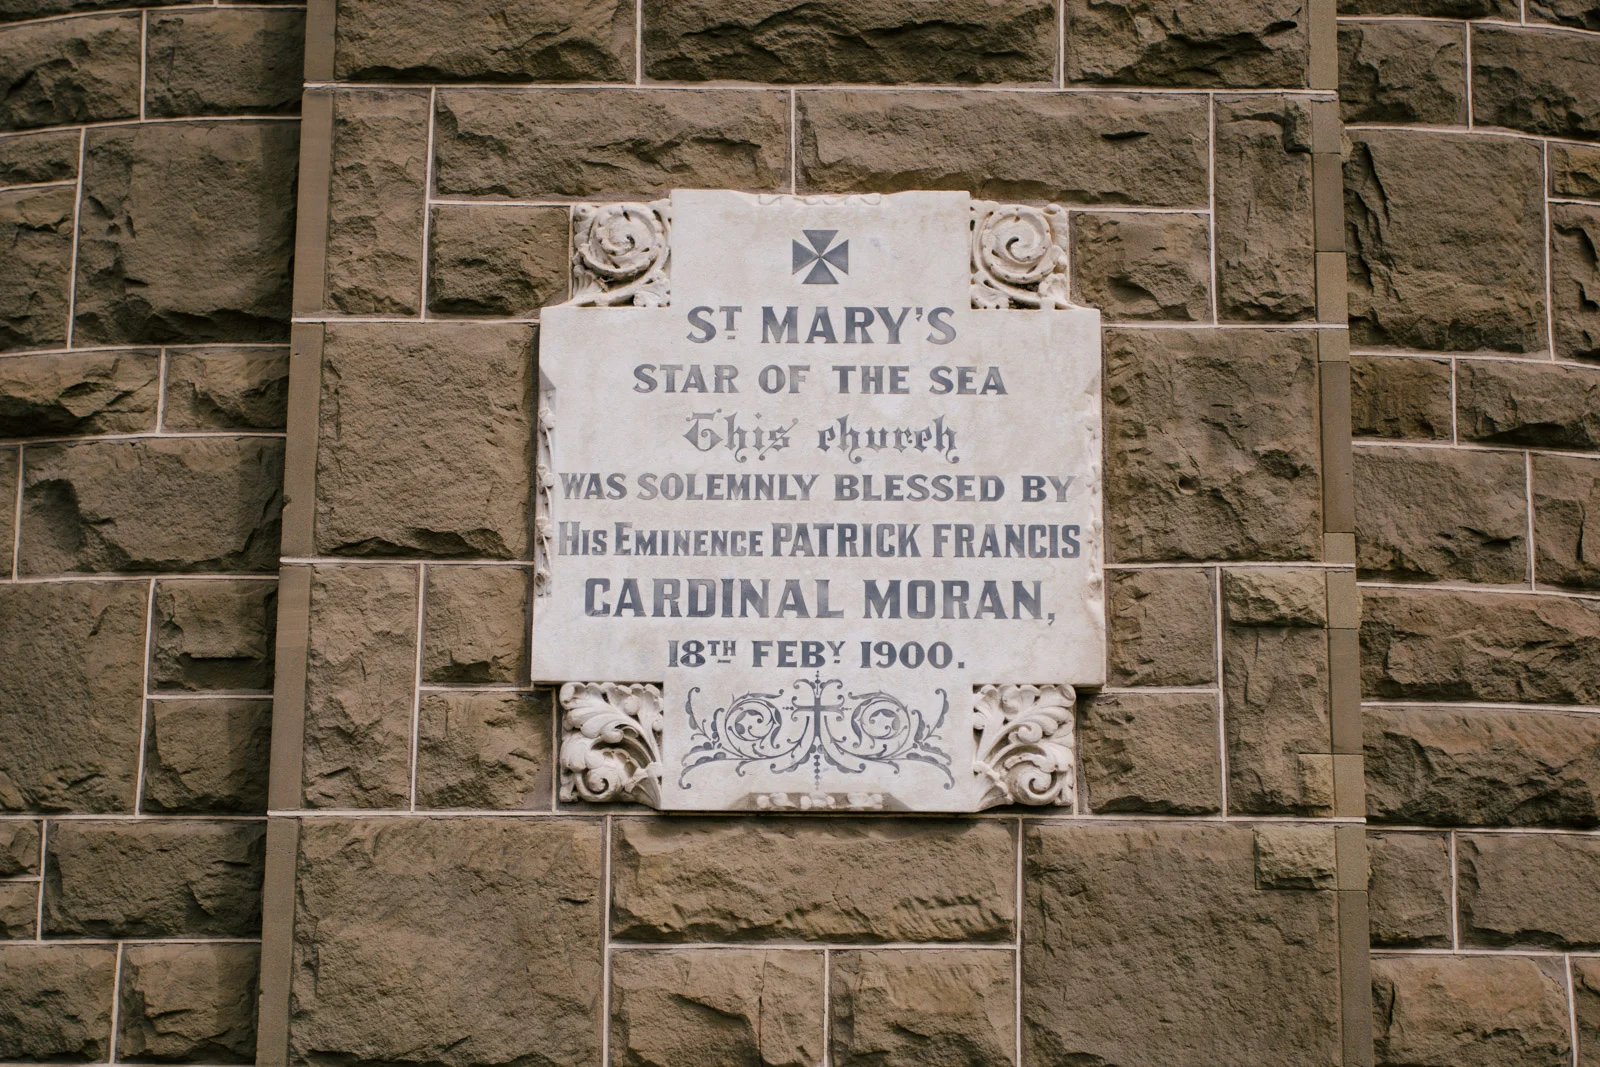 ST MARY'S
STAR OF THE SEA
This church
WAS SOLEMNLY BLESSED BY
HIS EMINENCE PATRICK FRANCIS
CARDINAL MORAN,
18TH FEBY 1900.